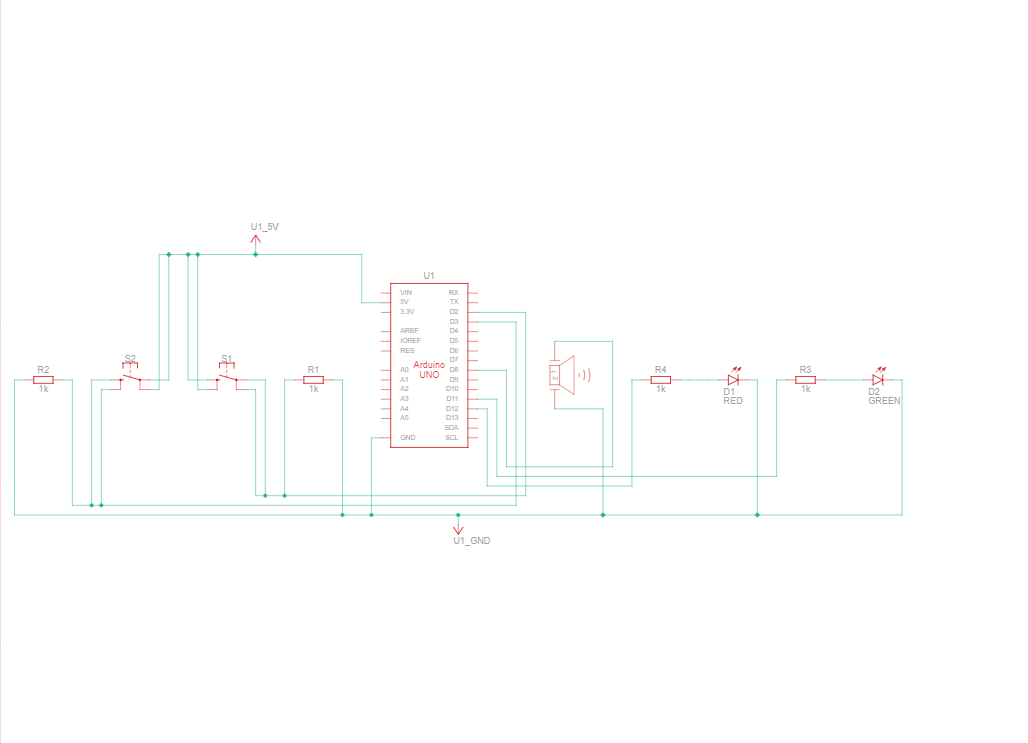 U1_5V
U1
VIN
5V
3.3V
AREF
IOREF
RES
A0
A1
A2
A3
A4
A5
GND
RX
TX
D2
D3
D4
D5
D6
D7
D8
D9
D10
D11
D12
D13
SDA
SCL
Arduino
UNO
R2
1k
S2
S1
R1
1k
1
2
R4
1k
D1
RED
R3
1k
D2
GREEN
U1_GND